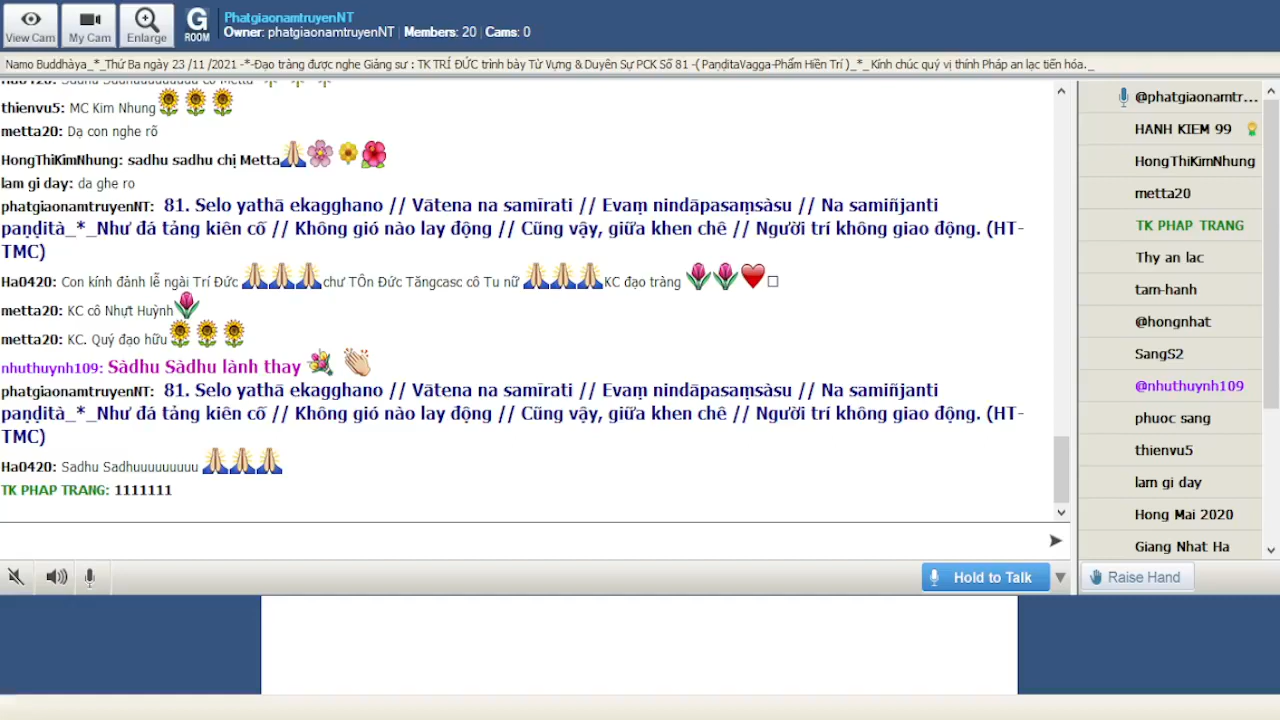 View Cam
My Cam
Enlarge
G
ROOM
PhatgiaonamtruyenNT
Owner: phatgiaonamtruyenNT | Members: 20 | Cams: 0
Namo Buddhàya_*_Thứ Ba ngày 23 /11 /2021 -*-Đạo tràng được nghe Giảng sư : TK TRÍ ĐỨC trình bày Từ Vựng & Duyên Sự PCK Số 81 -( PaṇḍitaVagga-Phẩm Hiền Trí )_*_ Kính chúc quý vị thính Pháp an lạc tiến hóa._
thienvu5: MC Kim Nhung
metta20: Dạ con nghe rõ
HongThiKimNhung: sadhu sadhu chị Metta
lam gi day: da ghe ro
phatgiaonamtruyenNT: 81. Selo yathā ekagghano // Vātena na samīrati // Evaṃ nindāpasaṃsàsu // Na samiñjanti
paṇḍità_*_Như đá tảng kiên cố // Không gió nào lay động // Cũng vậy, giữa khen chê // Người trí không giao động. (HT-
TMC)
Ha0420: Con kính đảnh lễ ngài Trí Đức chư TÔn Đức Tăngcasc cô Tu nữ KC đạo tràng
metta20: KC cô Nhựt Huỳnh
metta20: KC. Quý đạo hữu
nhuthuynh109: Sàdhu Sàdhu lành thay
phatgiaonamtruyenNT: 81. Selo yathā ekagghano // Vātena na samīrati // Evaṃ nindāpasaṃsàsu // Na samiñjanti
paṇḍità_*_Như đá tảng kiên cố // Không gió nào lay động // Cũng vậy, giữa khen chê // Người trí không giao động. (HT-
TMC)
Ha0420: Sadhu Sadhuuuuuuuuu
TK PHAP TRANG: 1111111
Hold to Talk
@phatgiaonamtr...
HANH KIEM 99
HongThiKimNhung
metta20
TK PHAP TRANG
Thy an lac
tam-hanh
@hongnhat
SangS2
@nhuthuynh109
phuoc sang
thienvu5
lam gi day
Hong Mai 2020
Giang Nhat Ha
Raise Hand